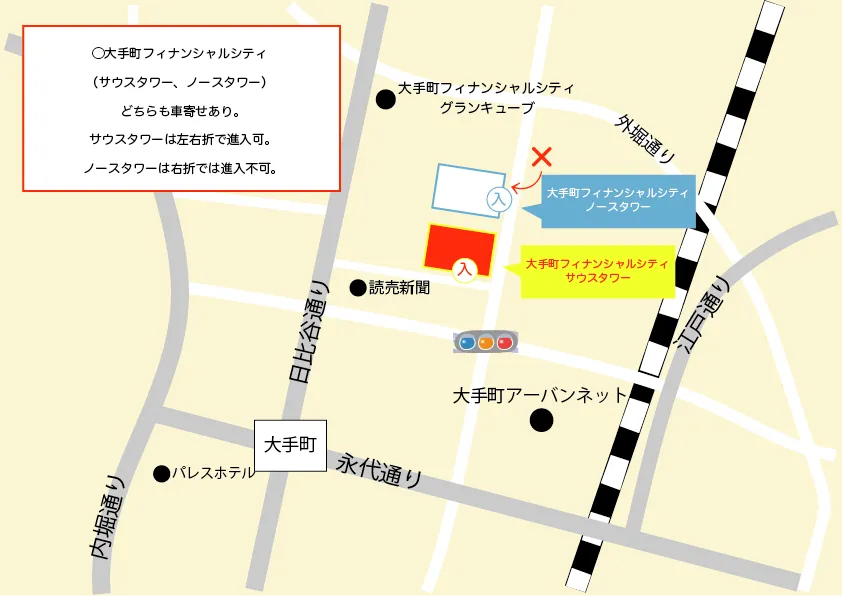 ◯大手町フィナンシャルシティ
（サウスタワー、ノースタワー）
どちらも車寄せあり。
サウスタワーは左右折で進入可。
ノースタワーは右折では進入不可。
大手町フィナンシャルシティ
グランキューブ
外堀通り
入
大手町フィナンシャルシティ
ノースタワー
入
大手町フィナンシャルシティ
サウスタワー
読売新聞
日比谷通り
江戸通り
大手町アーバンネット
大手町
永代通り
パレスホテル
内堀通り